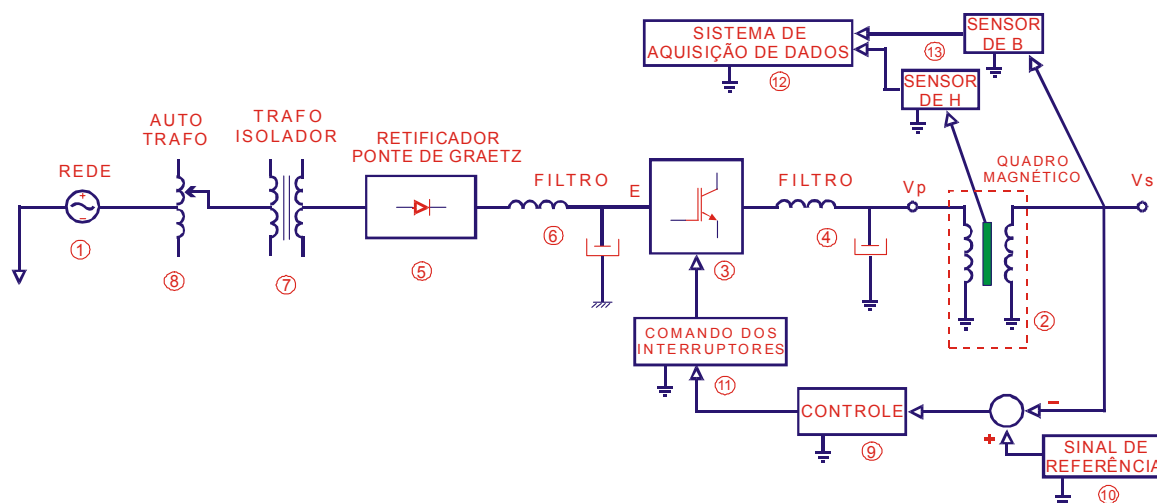 SISTEMA DE
AQUISIÇÃO DE DADOS
12
13
SENSOR
DE B
SENSOR
DE H
AUTO
TRAFO
TRAFO
ISOLADOR
RETIFICADOR
PONTE DE GRAETZ
REDE
FILTRO
E
FILTRO
Vp
QUADRO
MAGNÉTICO
Vs
+
−
1
8
7
5
6
3
4
2
COMANDO DOS
INTERRUPTORES
11
CONTROLE
9
−
+
SINAL DE
REFERÊNCIA
10